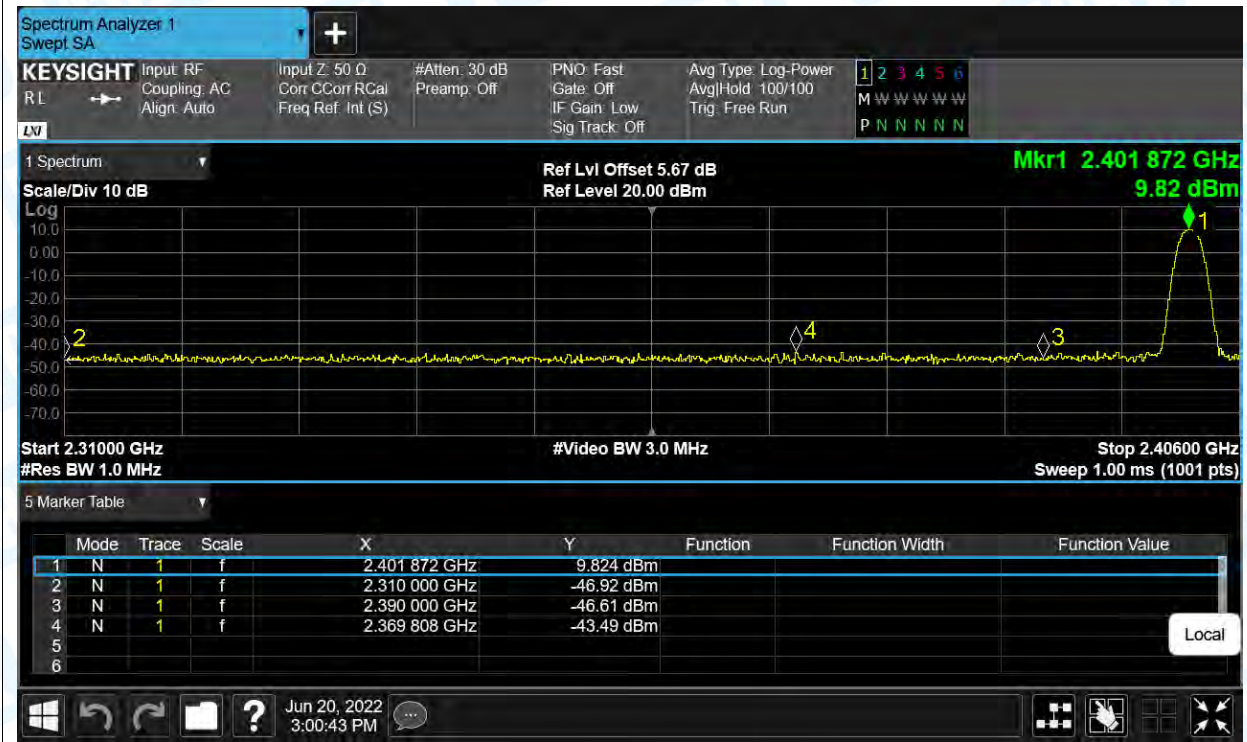 Spectrum Analyzer 1
Swept SA
KEYSIGHT Input: RF Input Z: 50 Ω #Atten: 30 dB PNO: Fast Avg Type: Log-Power 1 2 3 4 5 6
RL Coupling: AC Corr CCorr RCal Preamp: Off Gate: Off Avg|Hold: 100/100 M W W W W W W
Align: Auto Freq Ref: Int (S) IF Gain: Low Trig: Free Run
LXI Sig Track: Off P N N N N N N
1 Spectrum Ref Lvl Offset 5.67 dB Mkr1 2.401 872 GHz
Scale/Div 10 dB Ref Level 20.00 dBm 9.82 dBm
Log
1
10.0
0.00
-10.0
-20.0
-30.0
2 4 3
-40.0
-50.0
-60.0
-70.0
Start 2.31000 GHz #Video BW 3.0 MHz Stop 2.40600 GHz
#Res BW 1.0 MHz Sweep 1.00 ms (1001 pts)
5 Marker Table
Mode Trace Scale X Y Function Function Width Function Value
1 N 1 f 2.401 872 GHz 9.824 dBm
2 N 1 f 2.310 000 GHz -46.92 dBm
3 N 1 f 2.390 000 GHz -46.61 dBm
4 N 1 f 2.369 808 GHz -43.49 dBm
5
6
Local
? Jun 20, 2022
3:00:43 PM